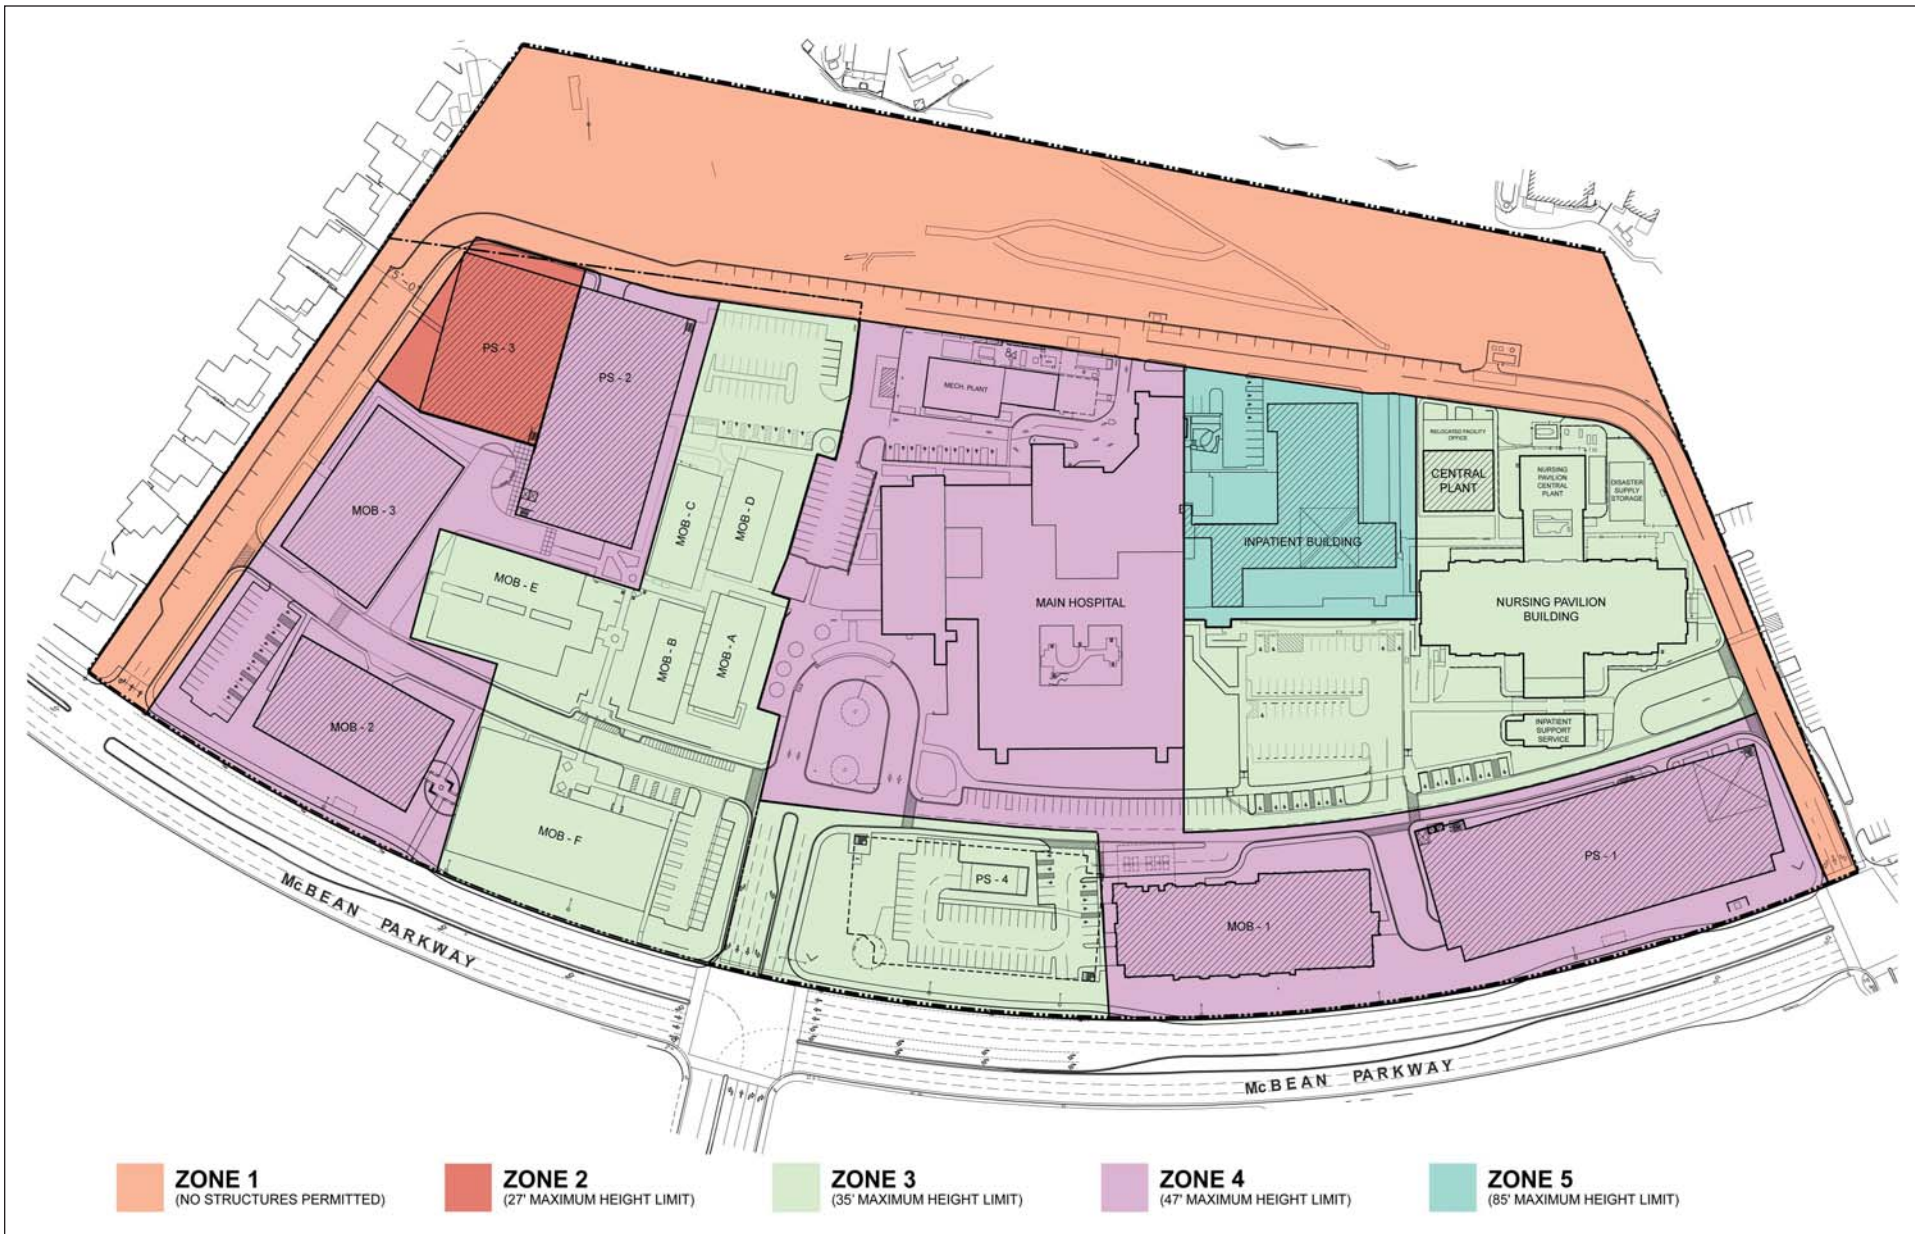 PS - 3
PS - 2
MECH. PLANT
RELOCATED FACILITY
OFFICE
CENTRAL
PLANT
NURSING
PAVILION
CENTRAL
PLANT
DISASTER
SUPPLY
STORAGE
MOB - 3
MOB - C
MOB - D
INPATIENT BUILDING
MOB - E
MAIN HOSPITAL
NURSING PAVILION
BUILDING
MOB - B
MOB - A
MOB - 2
INPATIENT
SUPPORT
SERVICE
MOB - F
PS - 4
PS - 1
MOB - 1
McBEAN PARKWAY
McBEAN PARKWAY
ZONE 1
(NO STRUCTURES PERMITTED)
ZONE 2
(27' MAXIMUM HEIGHT LIMIT)
ZONE 3
(35' MAXIMUM HEIGHT LIMIT)
ZONE 4
(47' MAXIMUM HEIGHT LIMIT)
ZONE 5
(85' MAXIMUM HEIGHT LIMIT)